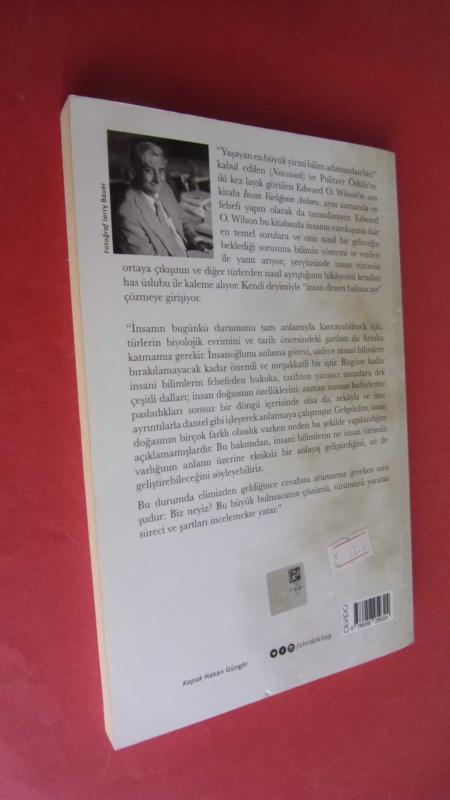 "Yaşayan en büyük yirmi bilim adamından biri"
kabul edilen (Newsweek) ve Pulitzer Ödülü'ne
iki kez layık görülen Edward O. Wilson'ın son
kitabı İnsan Varlığının Anlamı, aynı zamanda en
felsefi yapıtı olarak da tanımlanıyor. Edward
O. Wilson bu kitabında insanın varoluşuna dair
en temel sorulara ve onu nasıl bir geleceğin
beklediği sorununa bilimin yöntemi ve verileri
ile yanıt arıyor; yeryüzünde insan türünün
ortaya çıkışının ve diğer türlerden nasıl ayrıştığının hikâyesini kendine
has üslubu ile kaleme alıyor. Kendi deyimiyle "insan denen bulmacayı"
çözmeye girişiyor.
Fotoğraf Jerry Bauer
"İnsanın bugünkü durumunu tam anlamıyla kavrayabilmek için,
türlerin biyolojik evrimini ve tarih öncesindeki şartları da hesaba
katmamız gerekir. İnsanoğlunu anlama görevi, sadece insani bilimlere
bırakılamayacak kadar önemli ve meşakkatli bir iştir. Bugüne kadar
insani bilimlerin felsefeden hukuka, tarihten yaratıcı sanatlara dek
çeşitli dalları; insan doğasının özelliklerini, zaman zaman birbirlerine
pasladıkları sonsuz bir döngü içerisinde olsa da, zekâyla ve ince
ayrıntılarla dantel gibi işleyerek anlatmaya çalışmıştır. Gelgelelim, insan
doğasının birçok farklı olasılık varken neden bu şekilde yapılandığını
açıklamamışlardır. Bu bakımdan, insani bilimlerin ne insan türünün
varlığının anlamı üzerine eksiksiz bir anlayış geliştirdiğini, ne de
geliştirebileceğini söyleyebiliriz.
Bu durumda elimizden geldiğince cevabını aramamız gereken soru
şudur: Biz neyiz? Bu büyük bulmacanın çözümü, türümüzü yaratan
süreci ve şartları incelemekte yatar."
OLVIDO
/olvidokitap
Kapak Hakan Güngör